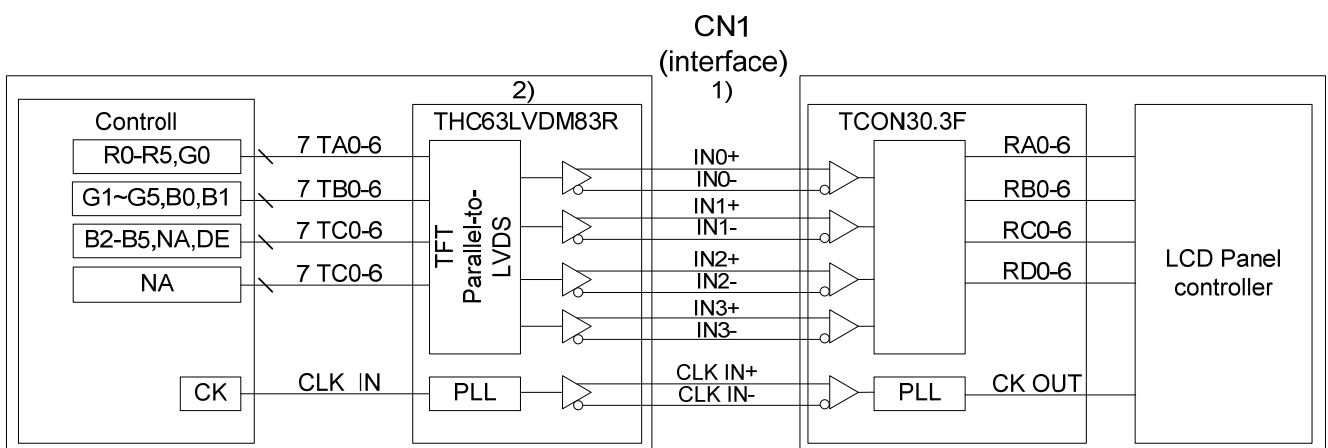 CN1
(interface)
1)
2)
Controll
R0-R5,G0
G1~G5,B0,B1
B2-B5,NA,DE
NA
CK
7 TA0-6
7 TB0-6
7 TC0-6
7 TC0-6
CLK IN
THC63LVDM83R
TFT
Parallel-to-
LVDS
PLL
IN0+
IN0-
IN1+
IN1-
IN2+
IN2-
IN3+
IN3-
CLK IN+
CLK IN-
TCON30.3F
PLL
RA0-6
RB0-6
RC0-6
RD0-6
CK OUT
LCD Panel
controller